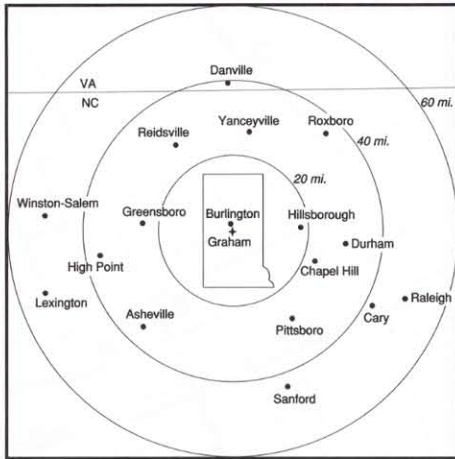 Danville
VA
NC
60 mi.
Yanceyville
Roxboro
Reidsville
40 mi.
20 mi.
Winston-Salem
Greensboro
Burlington
Hillsborough
Graham
Durham
High Point
Chapel Hill
Lexington
Raleigh
Cary
Asheville
Pittsboro
Sanford